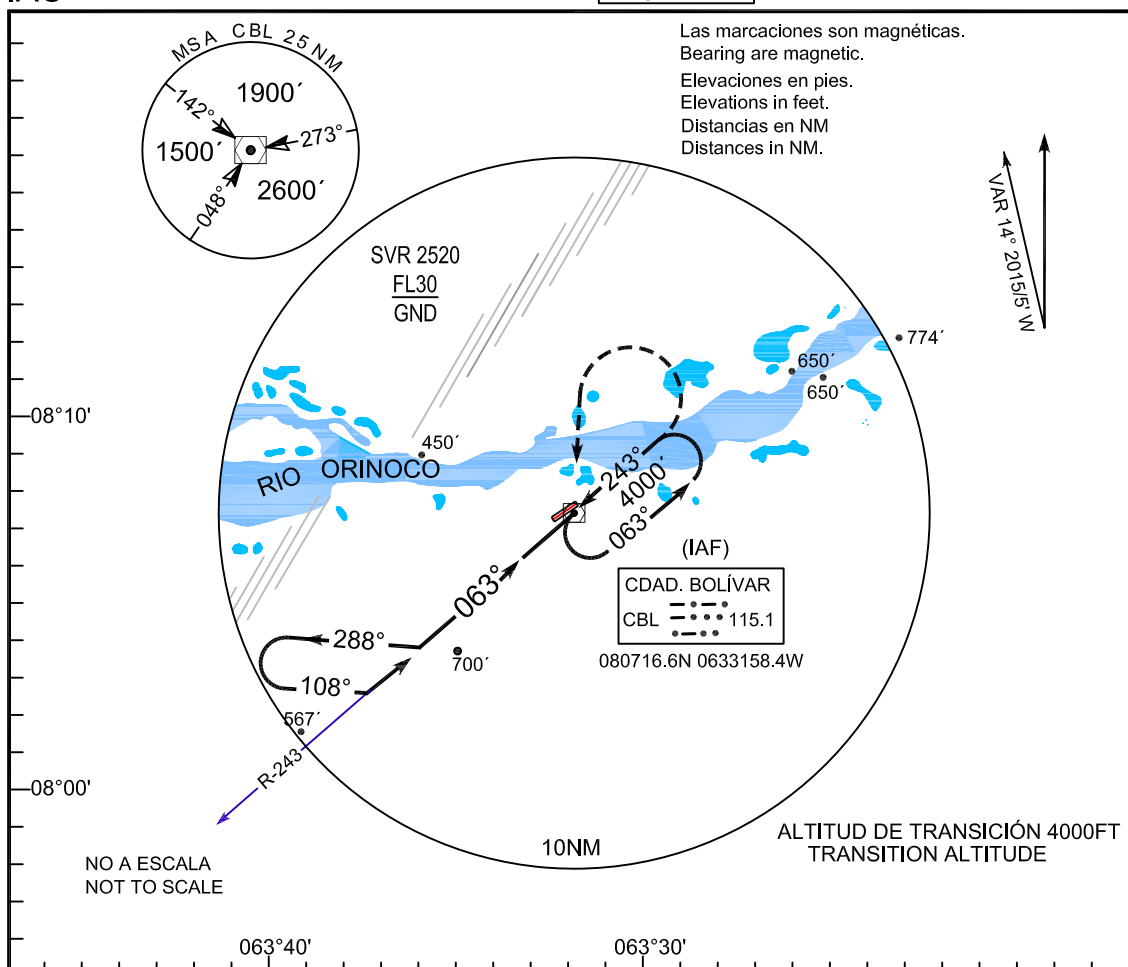 MSA CBL 25 NM
1900´
142°
273°
1500´
2600´
048°
Las marcaciones son magnéticas.
Bearing are magnetic.
Elevaciones en pies.
Elevations in feet.
Distancias en NM
Distances in NM.
VAR 14° 2015/5' W
SVR 2520
FL30
GND
774´
650´
650´
08°10'
450´
RIO ORINOCO
243°
4000´
063°
(IAF)
CDAD. BOLÍVAR
CBL 115.1
080716.6N 0633158.4W
063°
288°
700´
108°
567´
R-243
08°00'
10NM
ALTITUD DE TRANSICIÓN 4000FT
TRANSITION ALTITUDE
NO A ESCALA
NOT TO SCALE
063°40'
063°30'